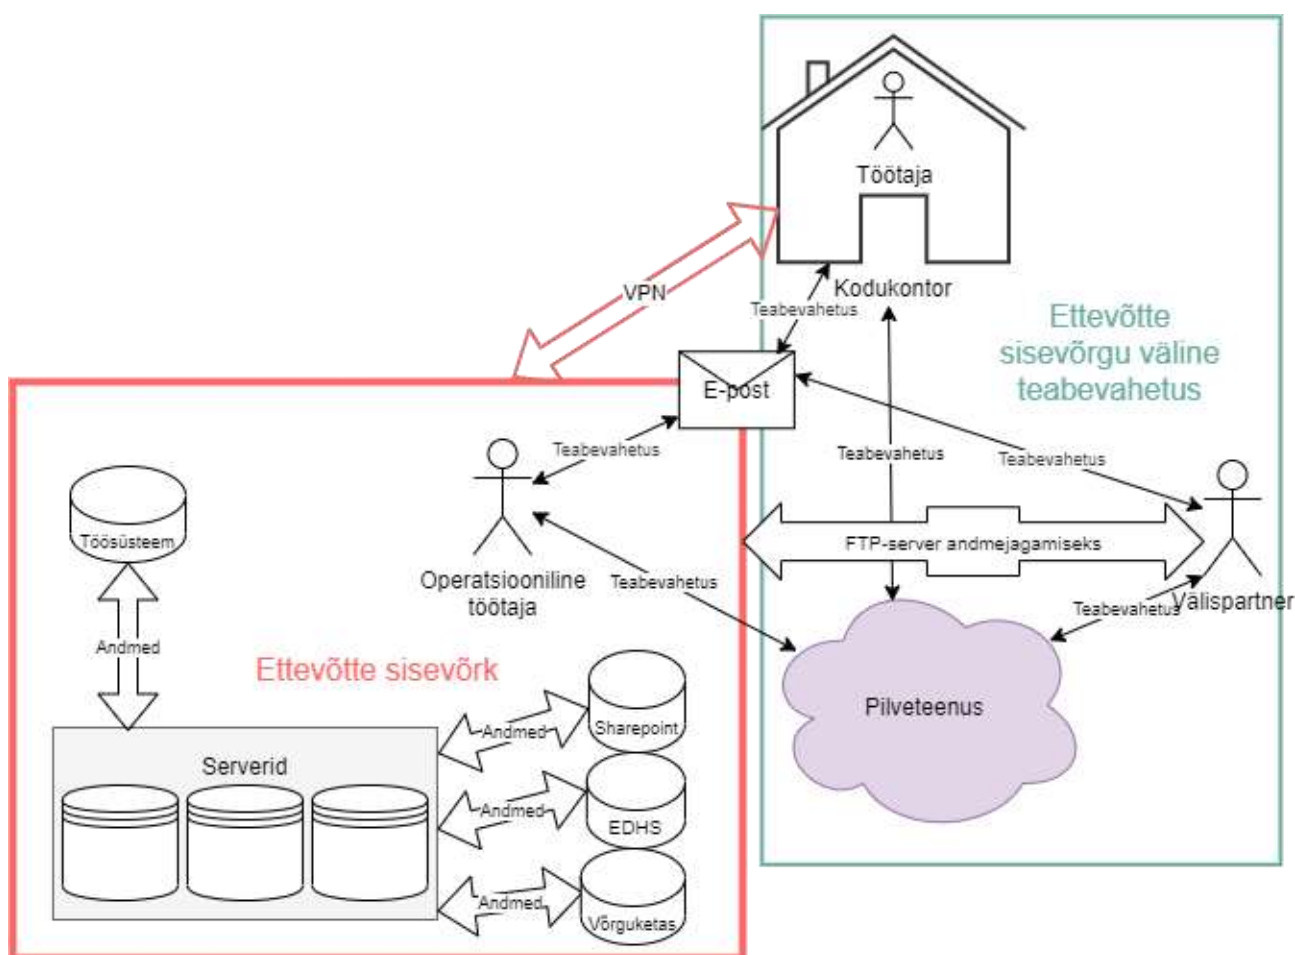 Töötaja
Kodukontor
VPN
Teabevahetus
Ettevõtte
sisevõrgu väline
teabevahetus
E-post
Teabevahetus
Teabevahetus
Teabevahetus
Töösüsteem
FTP-server andmejagamiseks
Operatsiooniline
töötaja
Teabevahetus
Teabevahetus
Välispartner
Andmed
Ettevõtte sisevõrk
Pilveteenus
Andmed
Sharepoint
Serverid
Andmed
EDHS
Andmed
Võrguketas